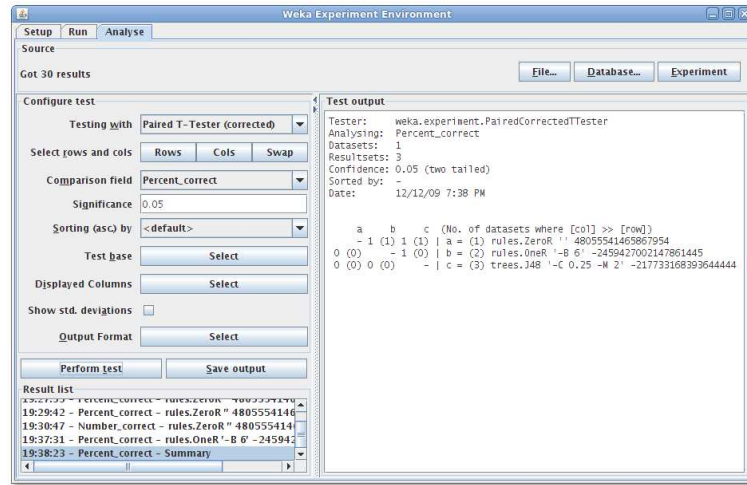 Weka Experiment Environment
Setup Run Analyse
Source
Got 30 results
File... Database... Experiment
Configure test
Testing with Paired T-Tester (corrected)
Select rows and cols Rows Cols Swap
Comparison field Percent_correct
Significance 0.05
Sorting (asc.) by <default>
Test base Select
Displayed Columns Select
Show std. deviations
Output Format Select
Perform test Save output
Result list
19:29:42 - Percent_correct - rules.ZeroR '' 4805554146
19:30:47 - Number_correct - rules.ZeroR '' 48055541
19:37:31 - Percent_correct - rules.OneR '-B 6' -24594
19:38:23 - Percent_correct - Summary
Test output
Tester: weka.experiment.PairedCorrectedTTester
Analysing: Percent_correct
Datasets: 1
Resultsets: 3
Confidence: 0.05 (two tailed)
Sorted by: -
Date: 12/12/09 7:38 PM
a b c (No. of datasets where [col] >> [row])
- 1 (1) 1 (1) | a = (1) rules.ZeroR '' 48055541465867954
0 (0) - 1 (0) | b = (2) rules.OneR '-B 6' -2459427002147861445
0 (0) 0 (0) - | c = (3) trees.J48 '-C 0.25 -M 2' -217733168393644444